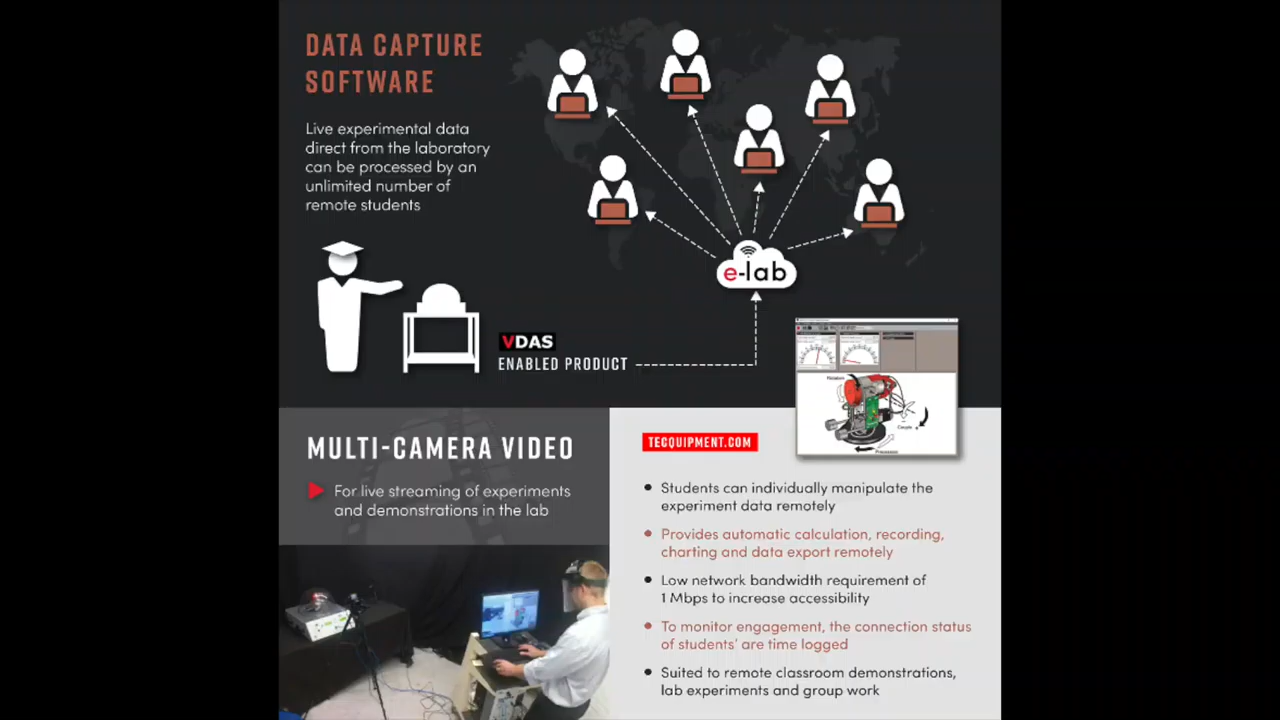 DATA CAPTURE
SOFTWARE
Live experimental data
direct from the laboratory
can be processed by an
unlimited number of
remote students
e-lab
VDAS
ENABLED PRODUCT
MULTI-CAMERA VIDEO
For live streaming of experiments
and demonstrations in the lab
TECQUIPMENT.COM
Rotation
Couple
Precession
Students can individually manipulate the
experiment data remotely
Provides automatic calculation, recording,
charting and data export remotely
Low network bandwidth requirement of
1 Mbps to increase accessibility
To monitor engagement, the connection status
of students' are time logged
Suited to remote classroom demonstrations,
lab experiments and group work